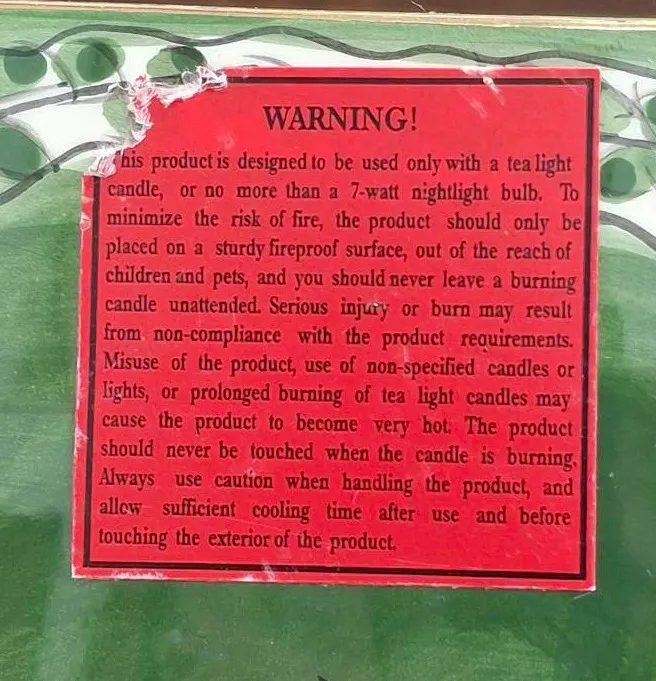 WARNING!
his product is designed to be used only with a tea light
candle, or no more than a 7-watt nightlight bulb. To
minimize the risk of fire, the product should only be
placed on a sturdy fireproof surface, out of the reach of
children and pets, and you should never leave a burning
candle unattended. Serious injury or burn may result
from non-compliance with the product requirements.
Misuse of the product, use of non-specified candles or
lights, or prolonged burning of tea light candles may
cause the product to become very hot. The product
should never be touched when the candle is burning.
Always use caution when handling the product, and
allow sufficient cooling time after use and before
touching the exterior of the product.